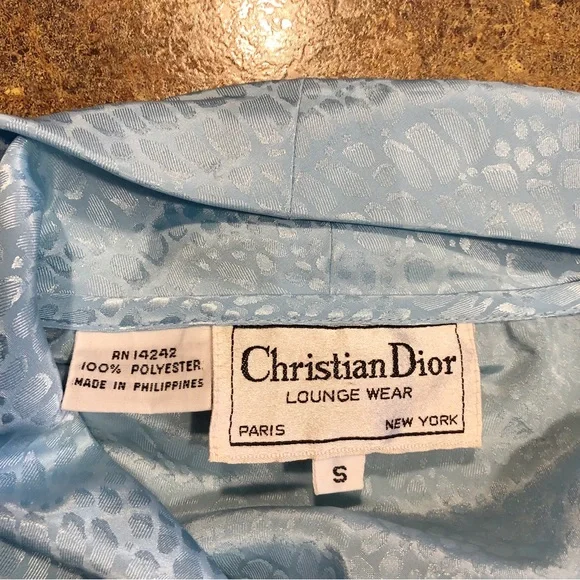 RN 14242
100% POLYESTER
MADE IN PHILIPPINES
Christian Dior
LOUNGE WEAR
PARIS NEW YORK
S